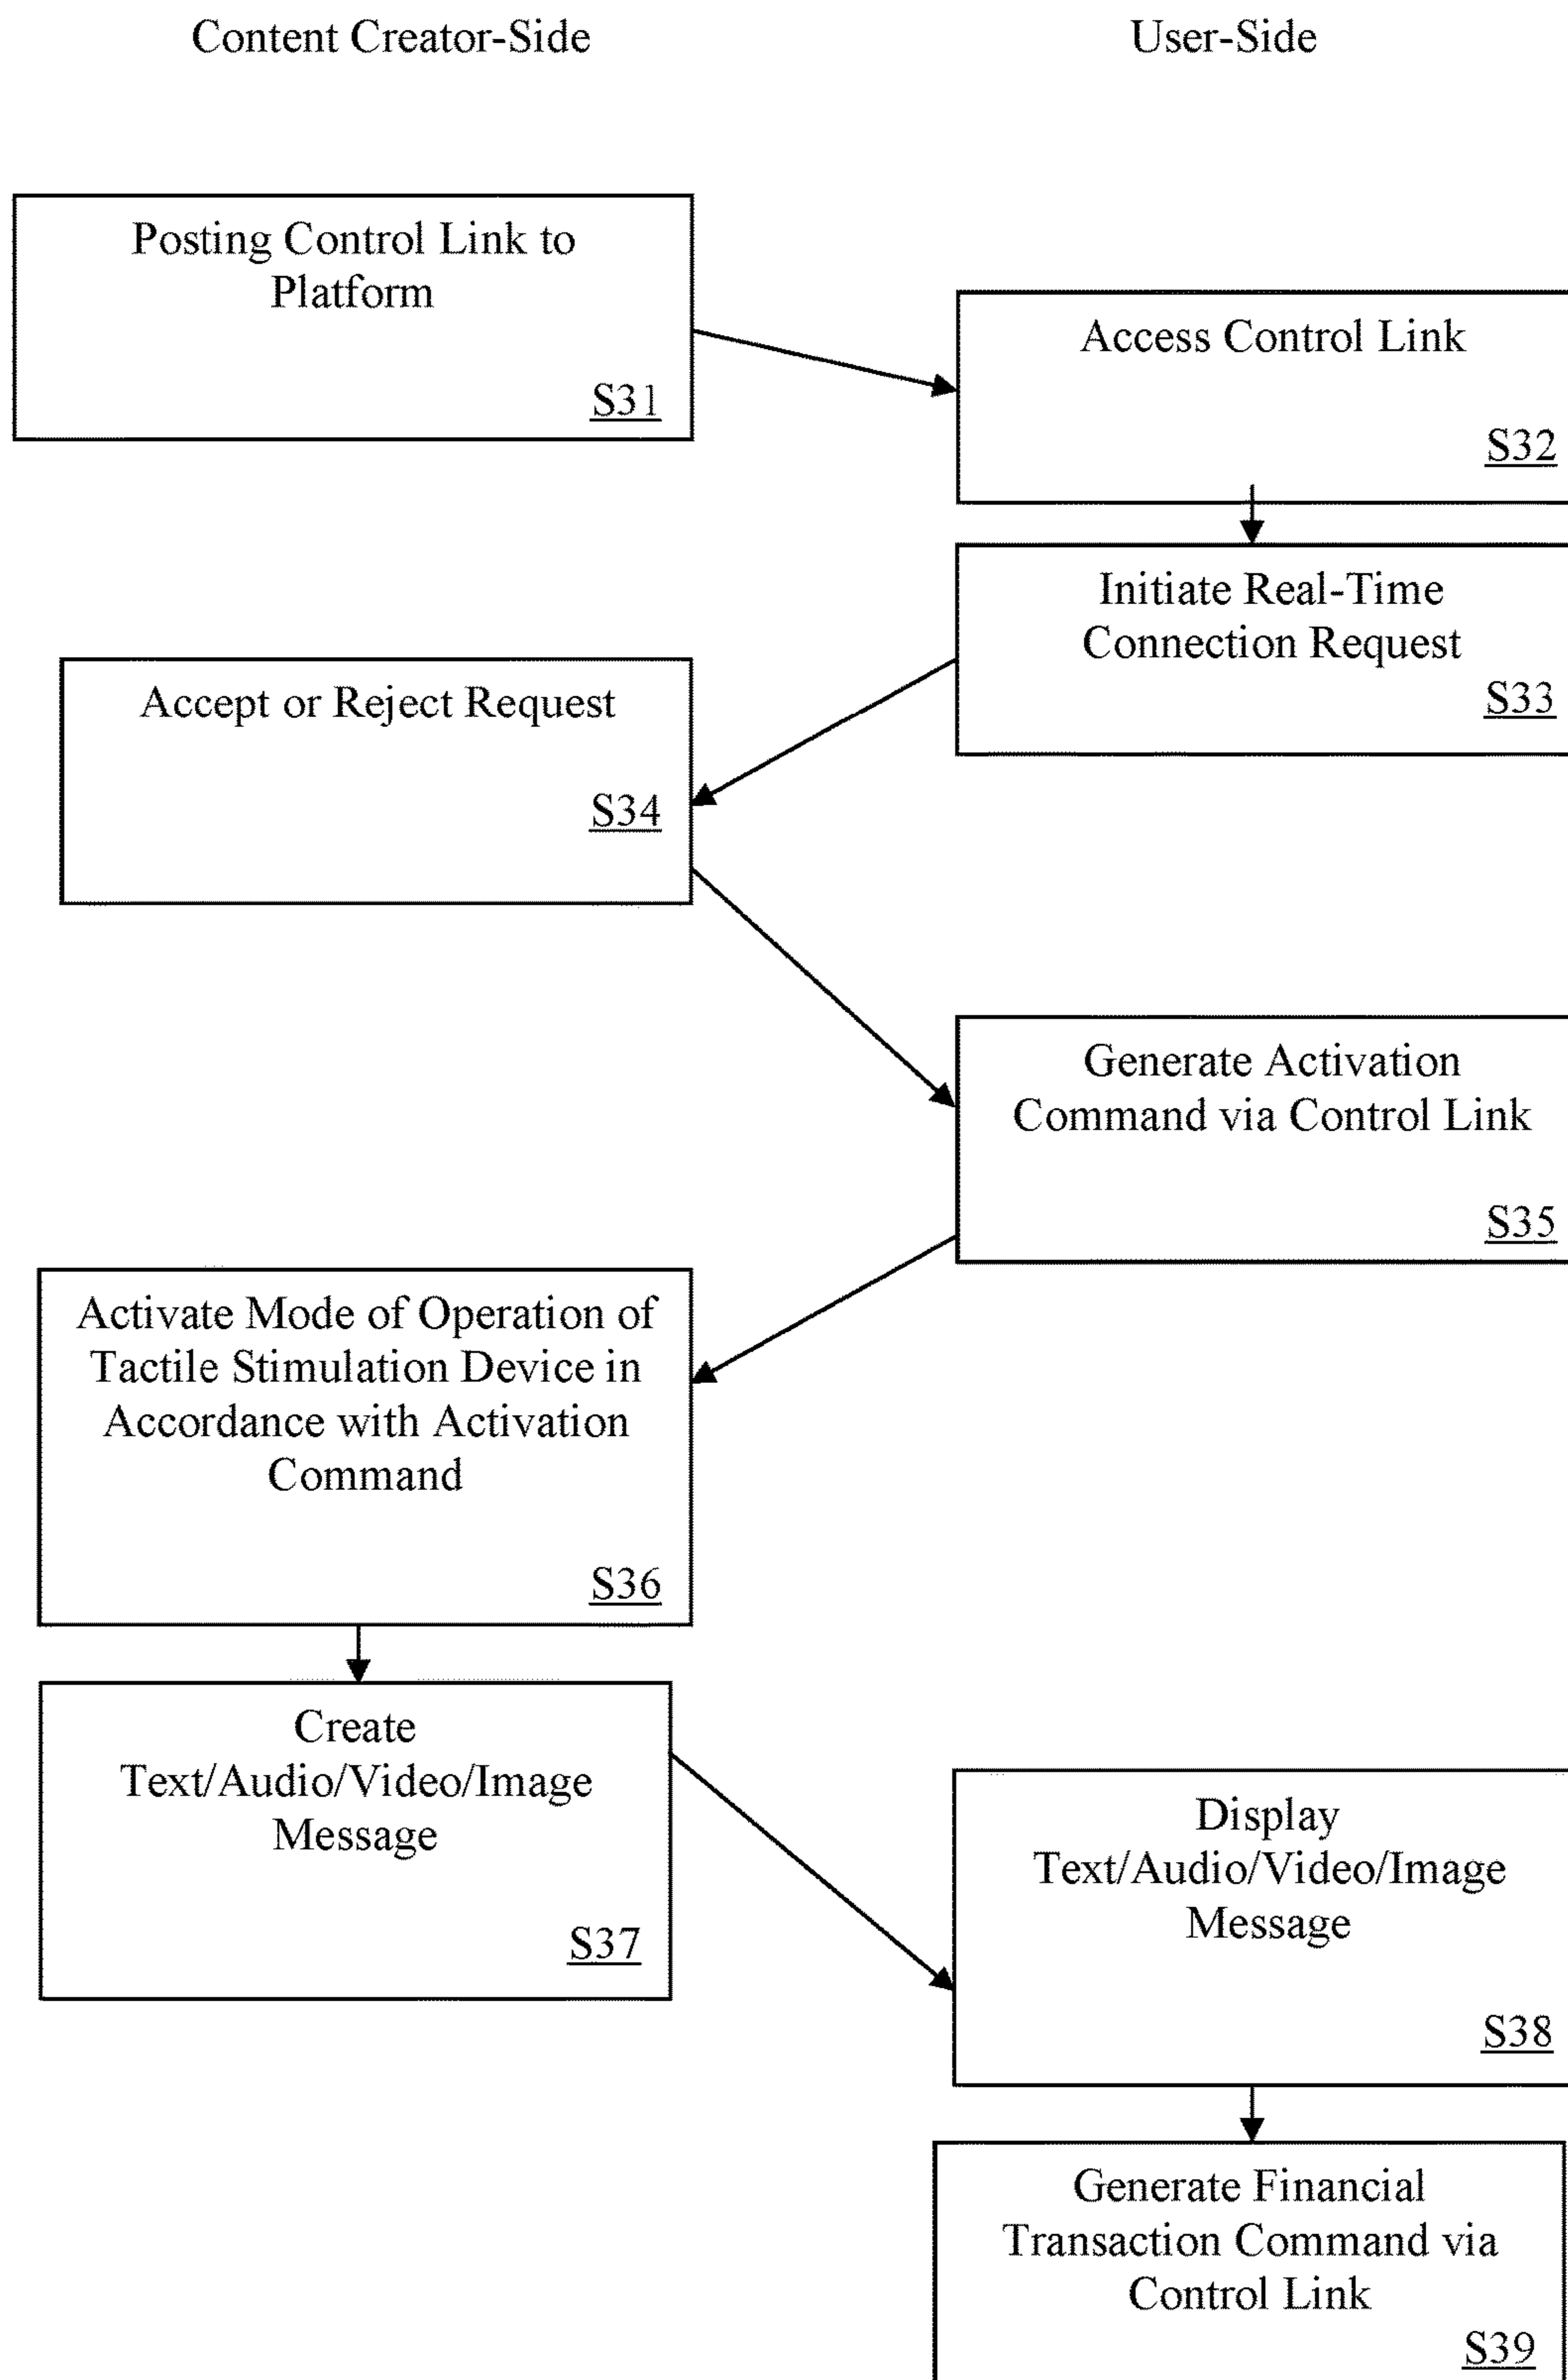 Content Creator-Side
User-Side
Posting Control Link to
Platform
S31
Access Control Link
S32
Initiate Real-Time
Connection Request
S33
Accept or Reject Request
S34
Generate Activation
Command via Control Link
S35
Activate Mode of Operation of
Tactile Stimulation Device in
Accordance with Activation
Command
S36
Create
Text/Audio/Video/Image
Message
S37
Display
Text/Audio/Video/Image
Message
S38
Generate Financial
Transaction Command via
Control Link
S39